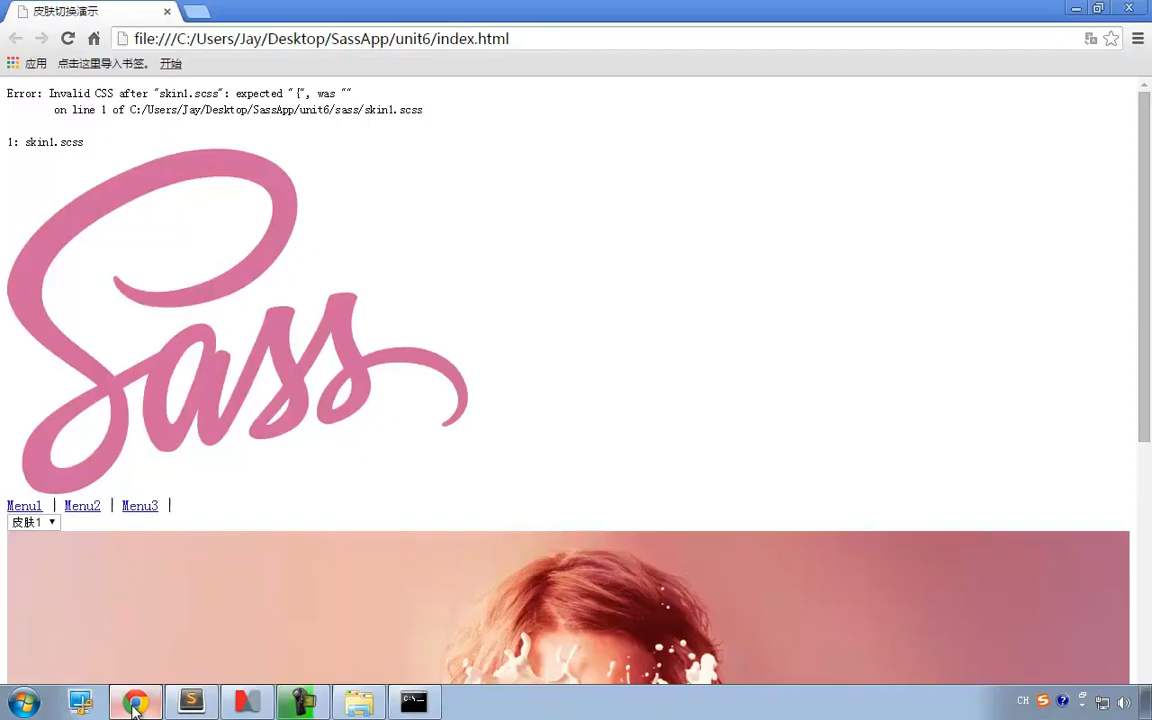 皮肤切换演示
file:///C:/Users/Jay/Desktop/SassApp/unit6/index.html
应用 点击这里导入书签。 开始
Error: Invalid CSS after "skin1.scss": expected "{", was ""
on line 1 of C:/Users/Jay/Desktop/SassApp/unit6/sass/skin1.scss
1: skin1.scss
Sass
Menu1 | Menu2 | Menu3 |
皮肤1
CH